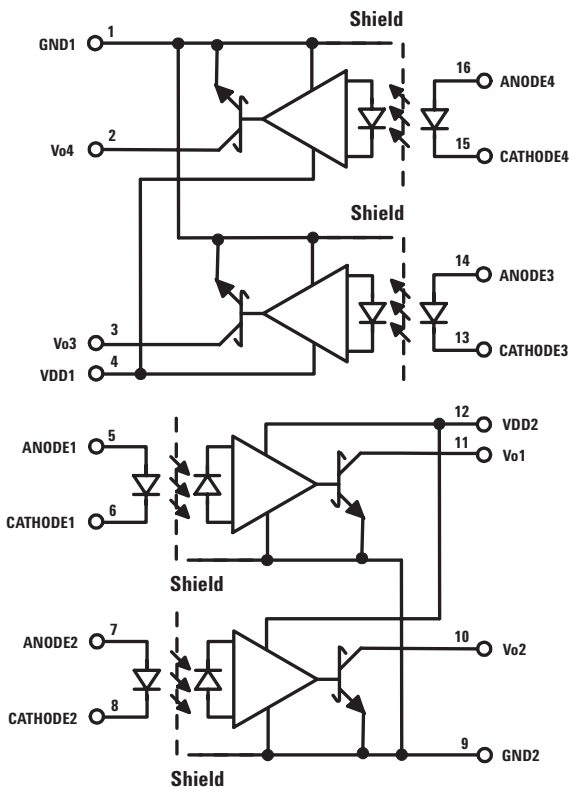 Shield
GND1 1
16 ANODE4
Vo4 2
15 CATHODE4
Shield
14 ANODE3
Vo3 3
13 CATHODE3
VDD1 4
12 VDD2
ANODE1 5
11 Vo1
CATHODE1 6
Shield
ANODE2 7
10 Vo2
CATHODE2 8
9 GND2
Shield